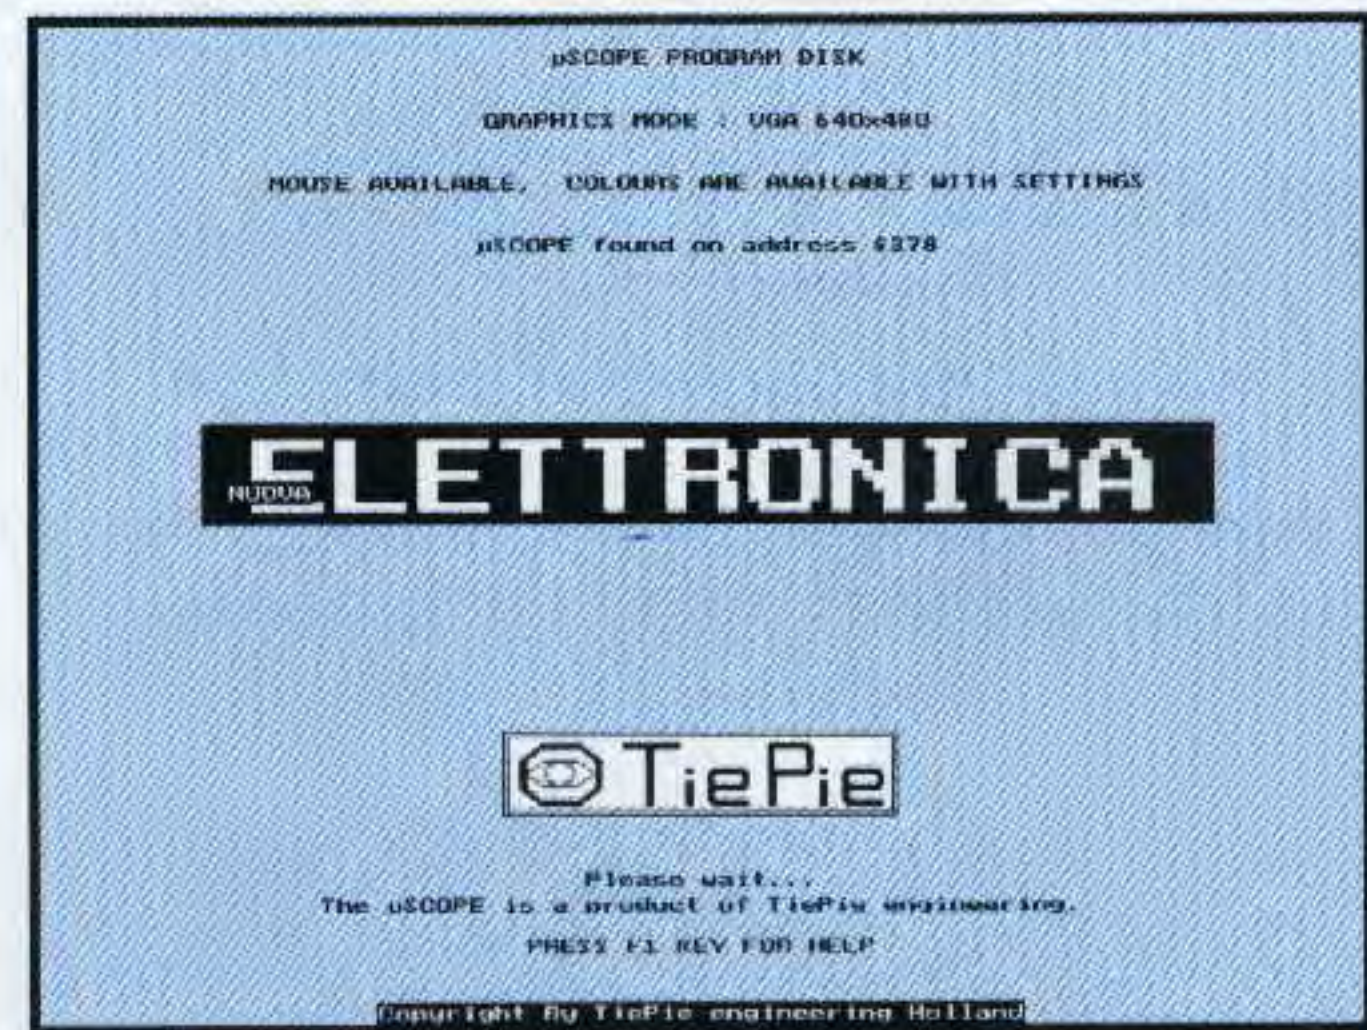 µSCOPE PROGRAM DISK
GRAPHICS MODE : VGA 640x480
MOUSE AVAILABLE, COLOURS ARE AVAILABLE WITH SETTINGS
µSCOPE found on address $378
NUOVA ELETTRONICA
TiePie
Please wait...
The µSCOPE is a product of TiePie engineering.
PRESS F1 KEY FOR HELP
Copyright By TiePie engineering Holland